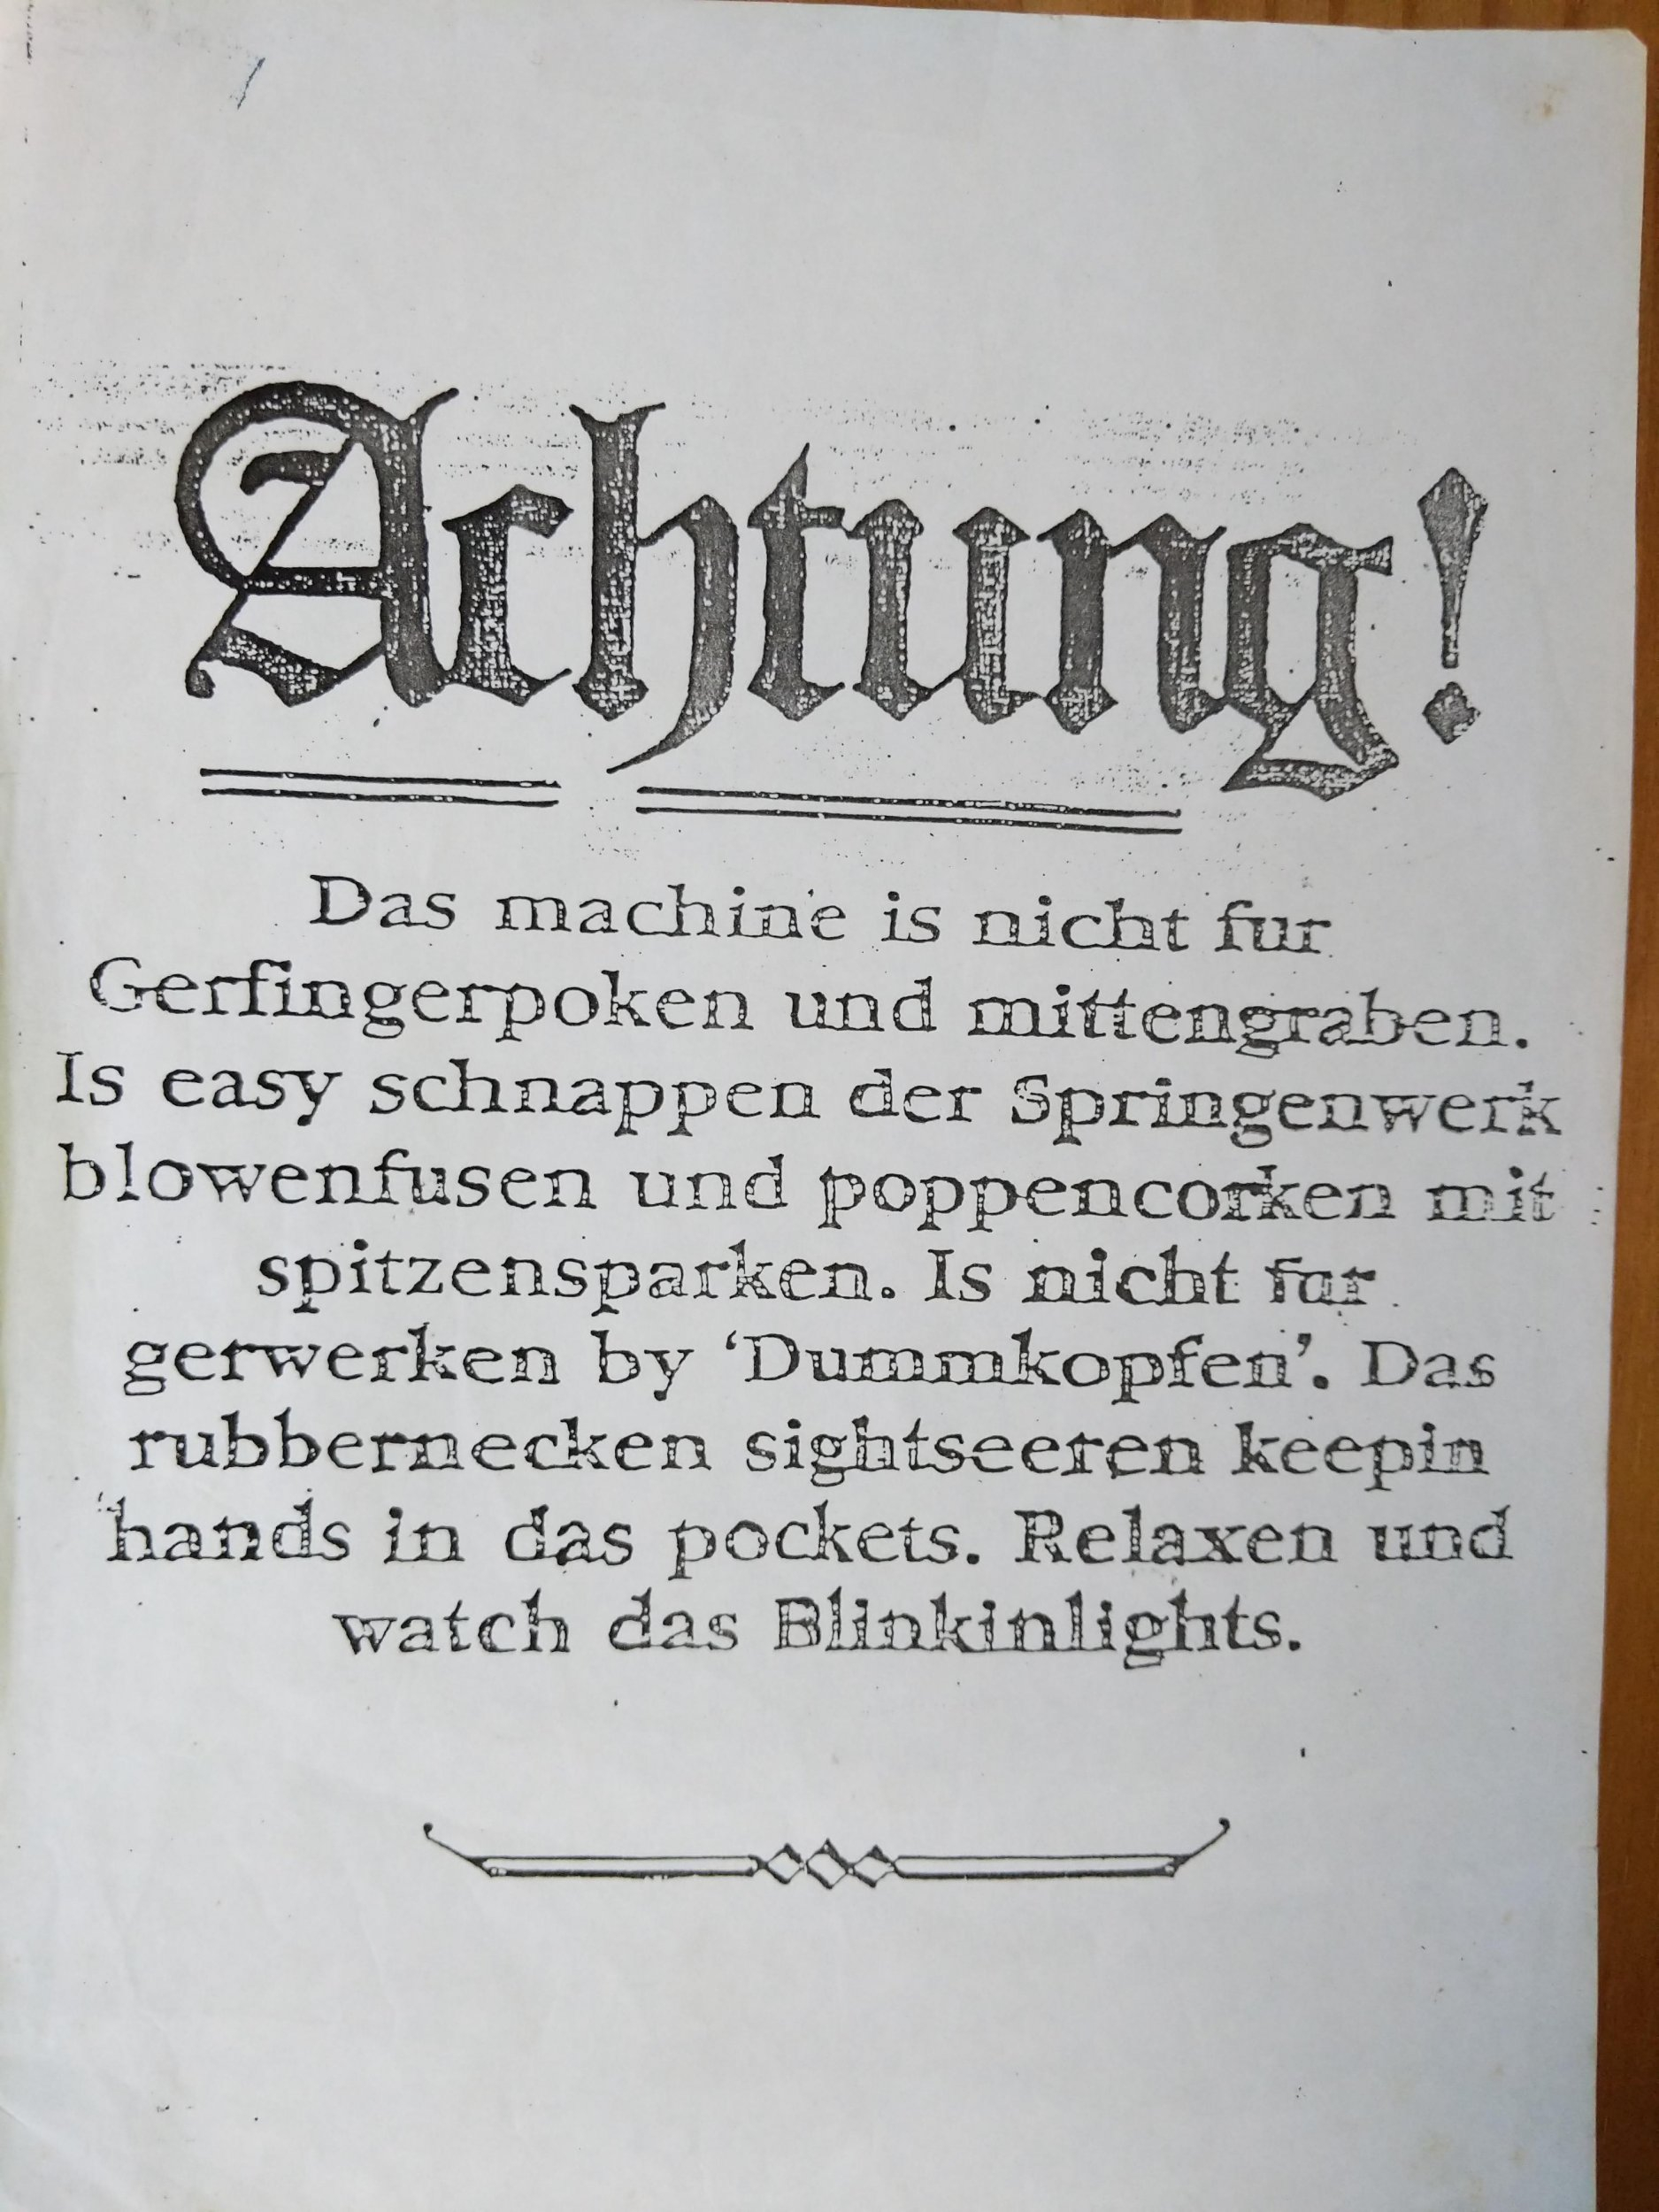 Achtung!
Das machine is nicht fur
Gerfingerpoken und mittengraben.
Is easy schnappen der Springenwerk
blowenfusen und poppencorken mit
spitzensparken. Is nicht fur
gerwerken by ‘Dummkopfen’. Das
rubbernecken sightseeren keepin
hands in das pockets. Relaxen und
watch das Blinkinlights.